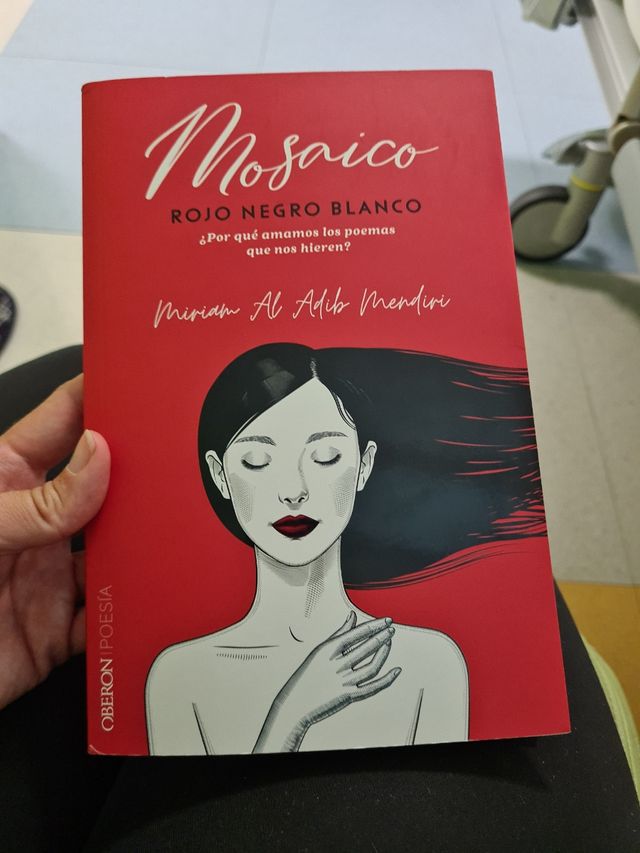 Mosaico
ROJO NEGRO BLANCO
¿Por qué amamos los poemas
que nos hieren?
Miriam Al Adib Mendiri
OBERON | POESÍA